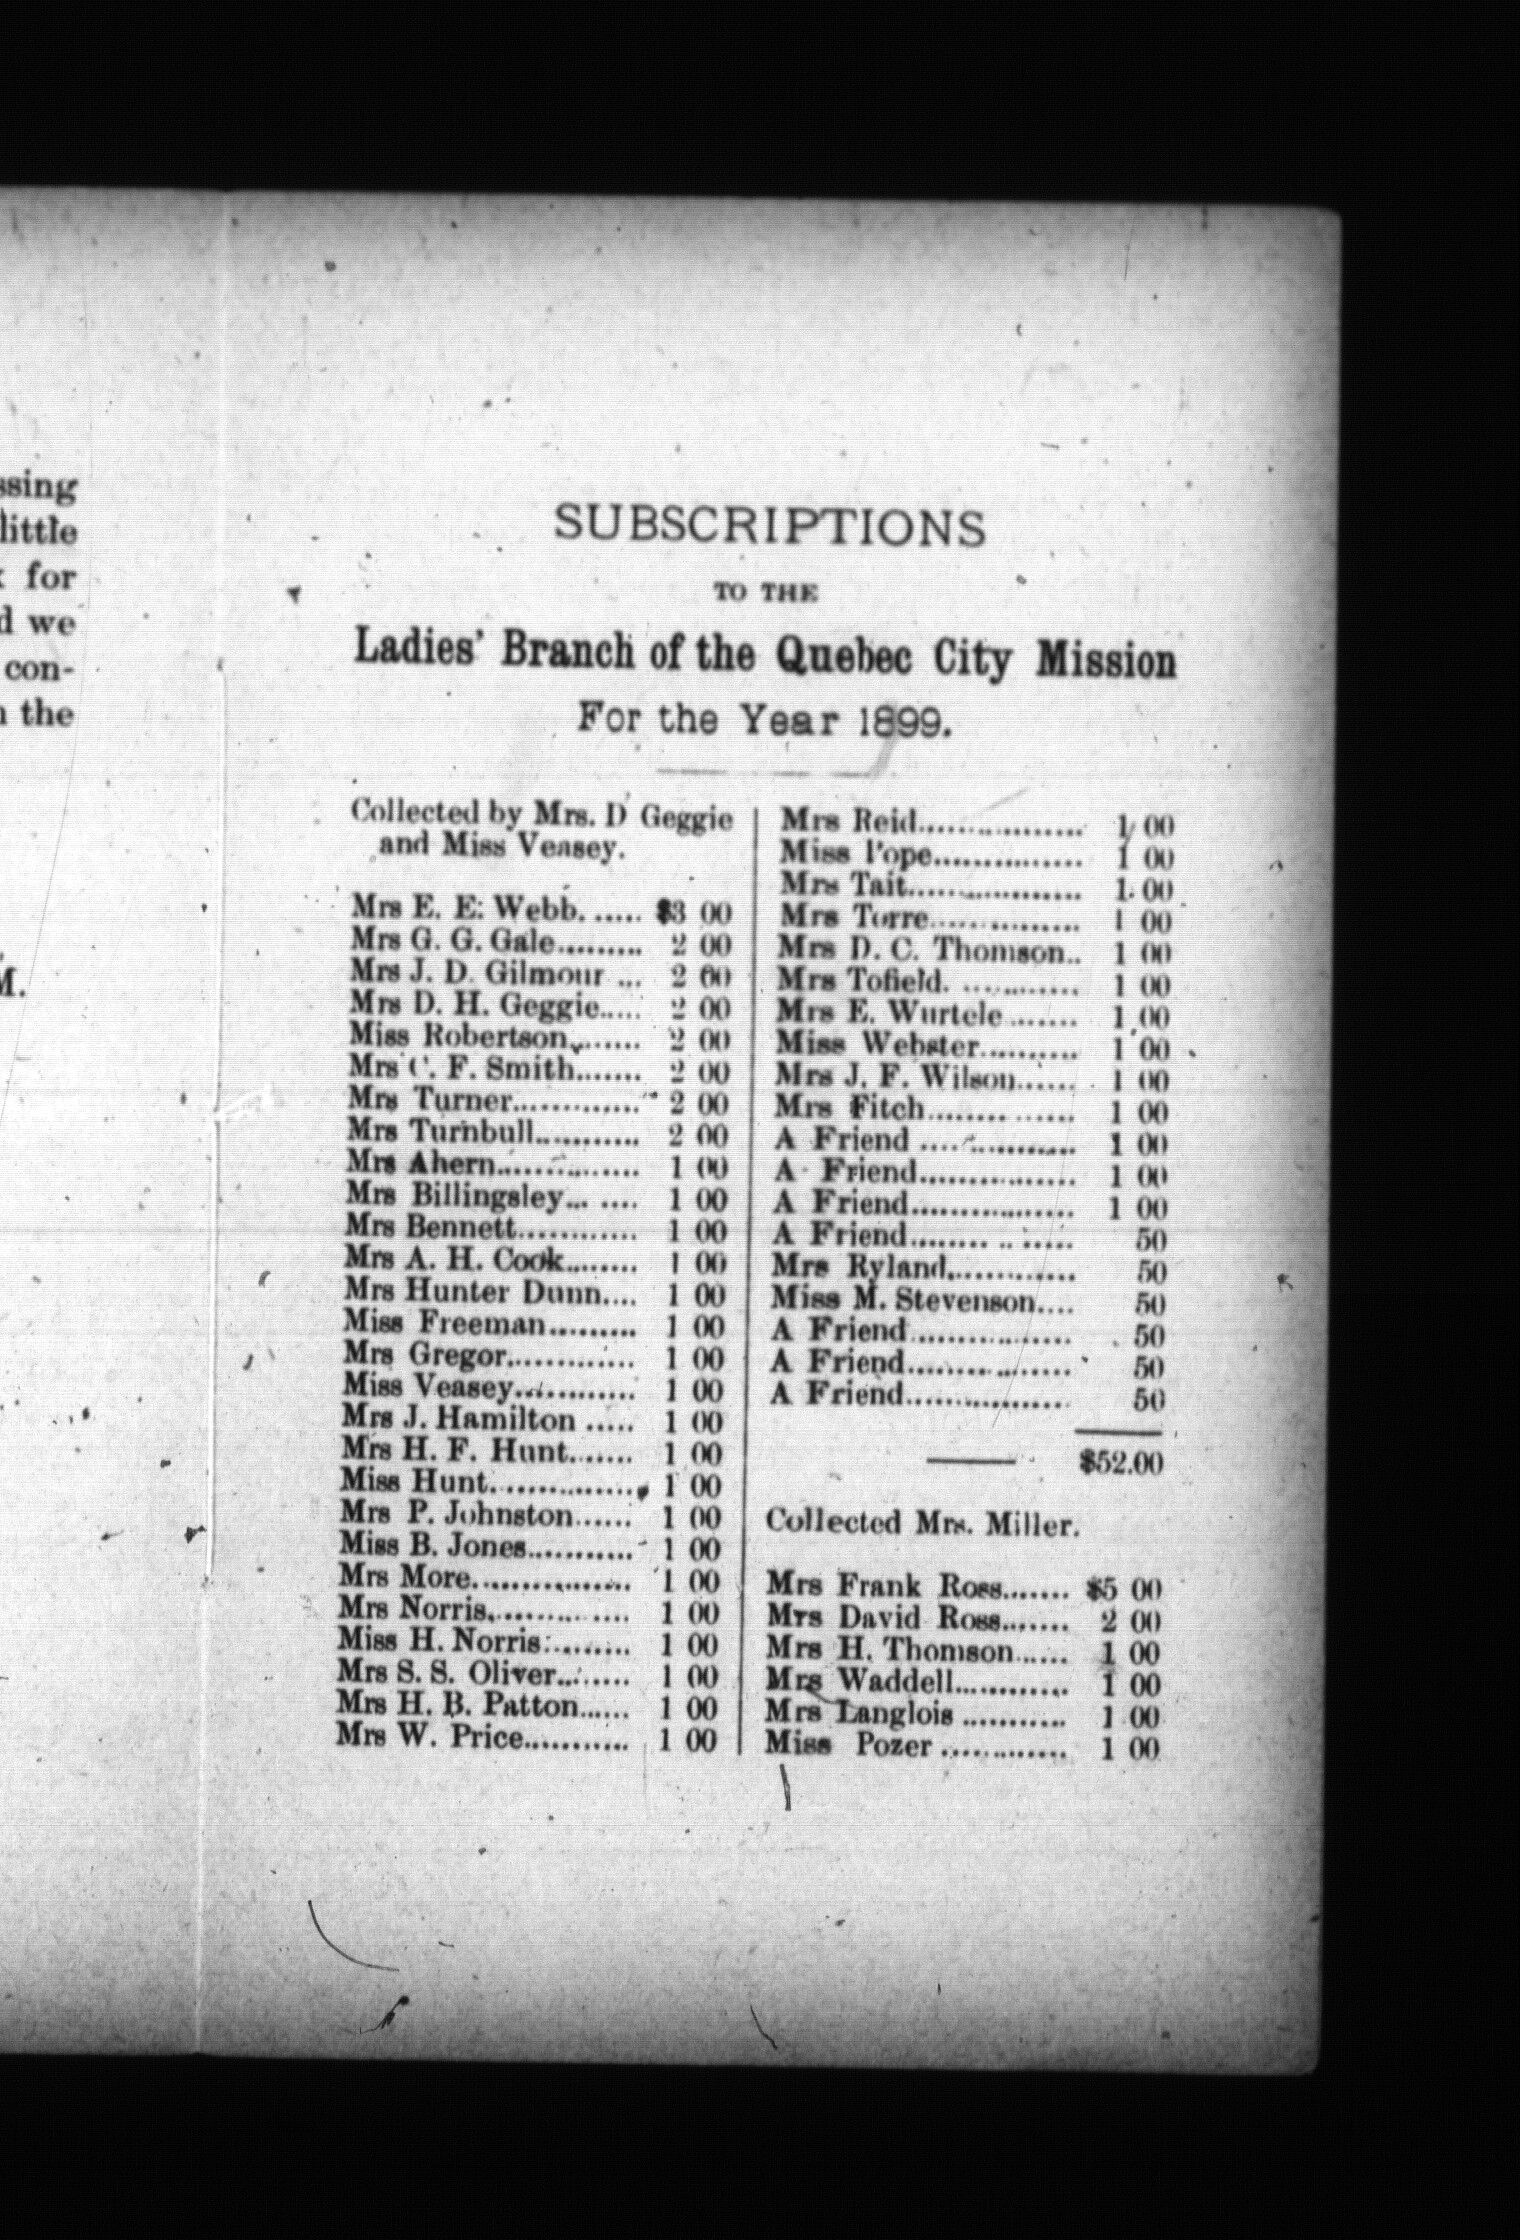 ssing
little
for
d we
con-
n the
M.
SUBSCRIPTIONS
TO THE
Ladies' Branch of the Quebec City Mission
For the Year 1899.
Collected by Mrs. D Geggie
and Miss Veasey.
Mrs E. E. Webb. ..... $3 00
Mrs G. G. Gale......... 2 00
Mrs J. D. Gilmour ... 2 00
Mrs D. H. Geggie..... 2 00
Miss Robertson........ 2 00
Mrs C. F. Smith....... 2 00
Mrs Turner............. 2 00
Mrs Turnbull........... 2 00
Mrs Ahern.............. 1 00
Mrs Billingsley... .... 1 00
Mrs Bennett............ 1 00
Mrs A. H. Cook........ 1 00
Mrs Hunter Dunn.... 1 00
Miss Freeman......... 1 00
Mrs Gregor............. 1 00
Miss Veasey............ 1 00
Mrs J. Hamilton ..... 1 00
Mrs H. F. Hunt....... 1 00
Miss Hunt.............. 1 00
Mrs P. Johnston...... 1 00
Miss B. Jones........... 1 00
Mrs More................ 1 00
Mrs Norris.......... .... 1 00
Miss H. Norris......... 1 00
Mrs S. S. Oliver........ 1 00
Mrs H. B. Patton...... 1 00
Mrs W. Price........... 1 00
Mrs Reid................. 1 00
Miss Pope............... 1 00
Mrs Tait.................. 1 00
Mrs Torre............... 1 00
Mrs D. C. Thomson.. 1 00
Mrs Tofield. ........... 1 00
Mrs E. Wurtele ....... 1 00
Miss Webster.......... 1 00
Mrs J. F. Wilson...... 1 00
Mrs Fitch........ ...... 1 00
A Friend ................ 1 00
A Friend................ 1 00
A Friend................. 1 00
A Friend........ .. ..... 50
Mrs Ryland............. 50
Miss M. Stevenson.... 50
A Friend................. 50
A Friend................. 50
A Friend................. 50
$52.00
Collected Mrs. Miller.
Mrs Frank Ross....... $5 00
Mrs David Ross....... 2 00
Mrs H. Thomson...... 1 00
Mrs Waddell............ 1 00
Mrs Langlois ........... 1 00
Miss Pozer ............. 1 00